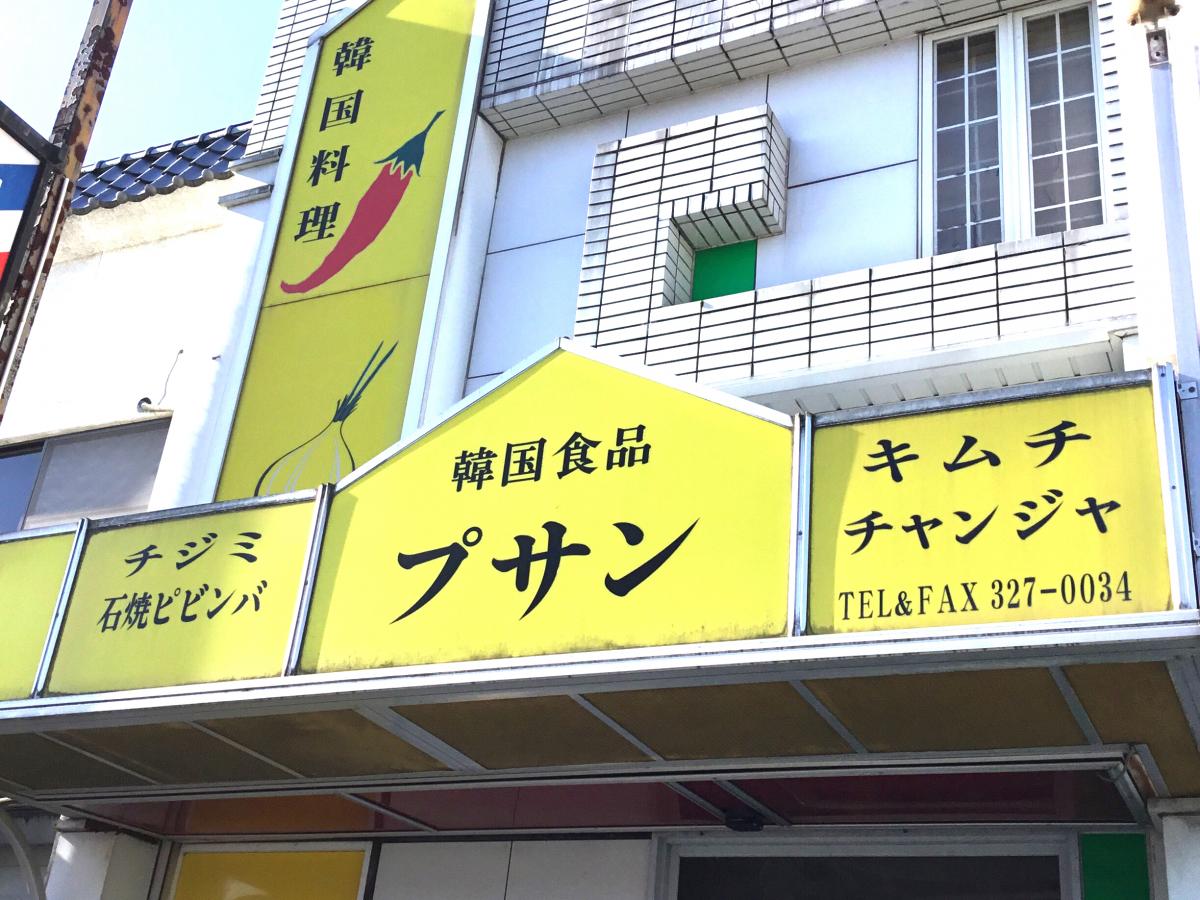 韓国料理
韓国食品
プサン
チジミ
石焼ピビンバ
キムチ
チャンジャ
TEL&FAX 327-0034